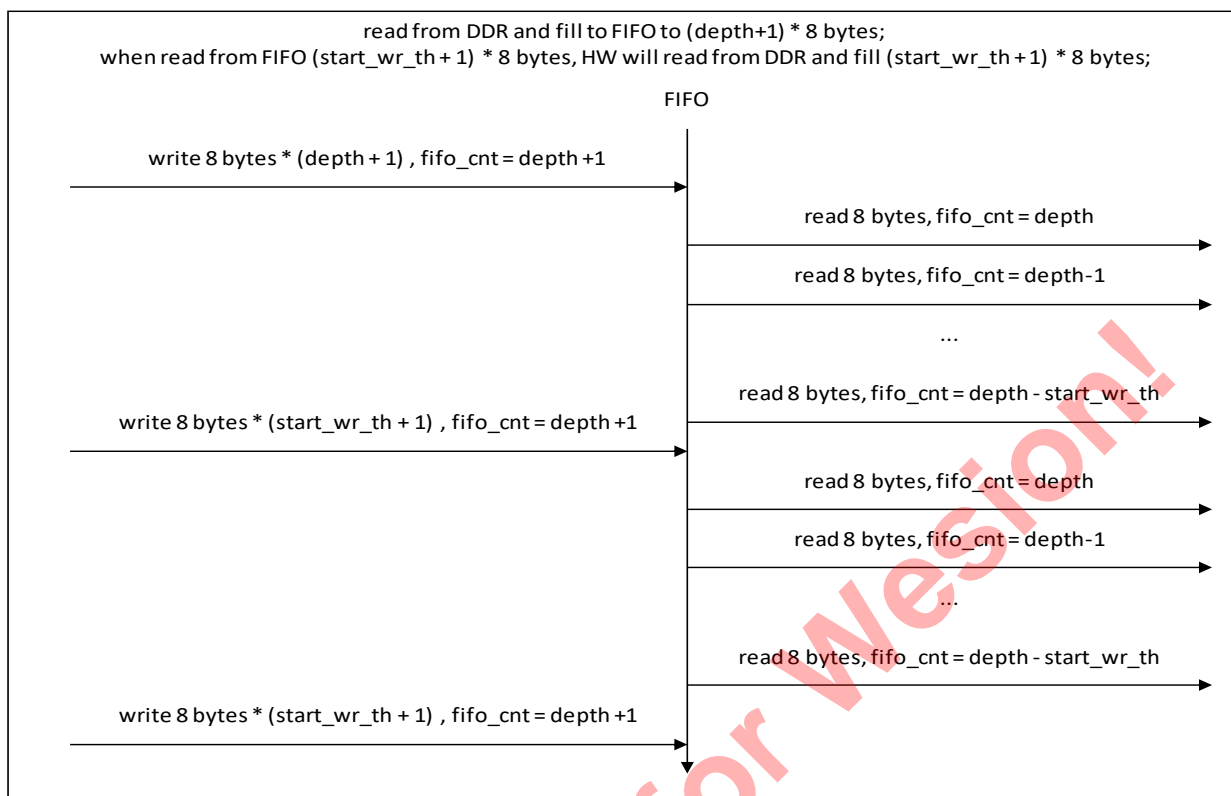 read from DDR and fill to FIFO to (depth+1) * 8 bytes;
when read from FIFO (start_wr_th + 1) * 8 bytes, HW will read from DDR and fill (start_wr_th + 1) * 8 bytes;
FIFO
write 8 bytes * (depth + 1) , fifo_cnt = depth +1
read 8 bytes, fifo_cnt = depth
read 8 bytes, fifo_cnt = depth-1
...
read 8 bytes, fifo_cnt = depth - start_wr_th
write 8 bytes * (start_wr_th + 1) , fifo_cnt = depth +1
read 8 bytes, fifo_cnt = depth
read 8 bytes, fifo_cnt = depth-1
...
read 8 bytes, fifo_cnt = depth - start_wr_th
write 8 bytes * (start_wr_th + 1) , fifo_cnt = depth +1
for Wesion!